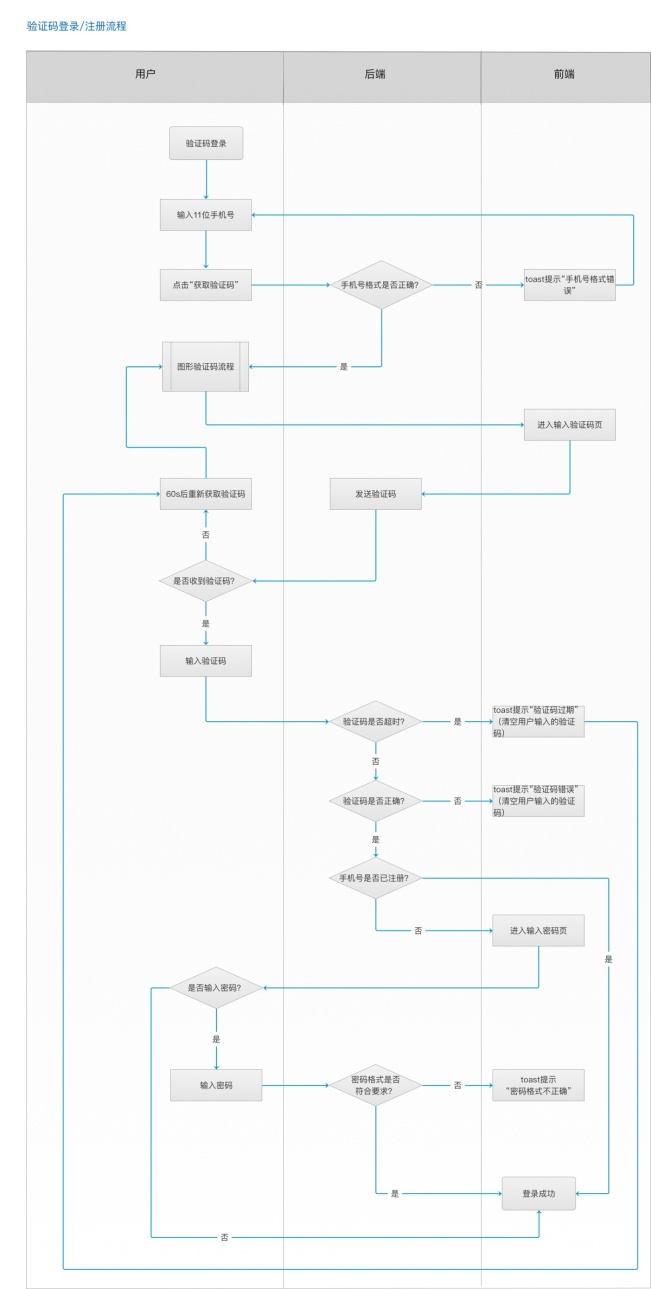 验证码登录/注册流程
用户
后端
前端
验证码登录
输入11位手机号
点击“获取验证码”
手机号格式是否正确?
否
toast提示“手机号格式错
误”
图形验证码流程
是
进入输入验证码页
60s后重新获取验证码
发送验证码
否
是否收到验证码?
是
输入验证码
验证码是否超时?
是
toast提示“验证码过期”
（清空用户输入的验证
码）
否
验证码是否正确?
否
toast提示“验证码错误”
（清空用户输入的验证
码）
是
手机号是否已注册?
否
进入输入密码页
是
是否输入密码?
是
输入密码
密码格式是否
符合要求?
否
toast提示
“密码格式不正确”
是
登录成功
否